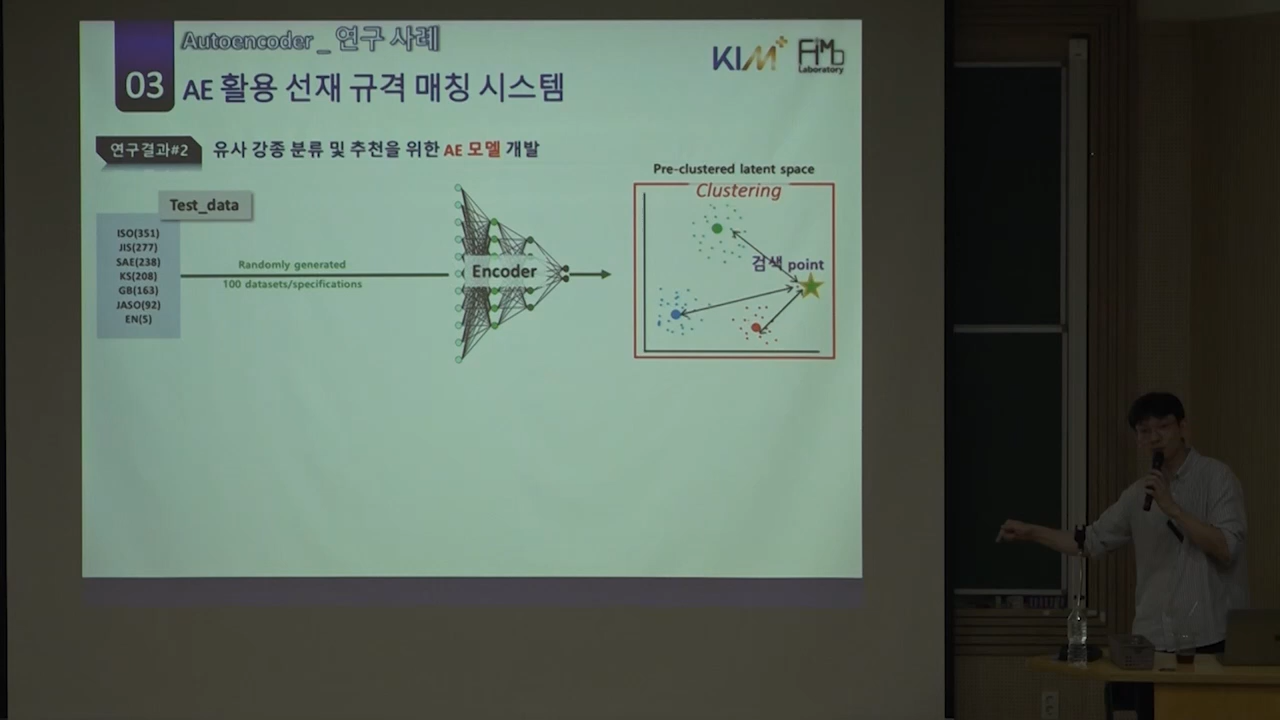 Autoencoder _ 연구 사례
03
AE 활용 선재 규격 매칭 시스템
KIM+
FAMD
Laboratory
연구결과#2
유사 강종 분류 및 추천을 위한 AE 모델 개발
Test_data
ISO(351)
JIS(277)
SAE(238)
KS(208)
GB(163)
JASO(92)
EN(5)
Randomly generated
100 datasets/specifications
Encoder
Pre-clustered latent space
Clustering
검색 point